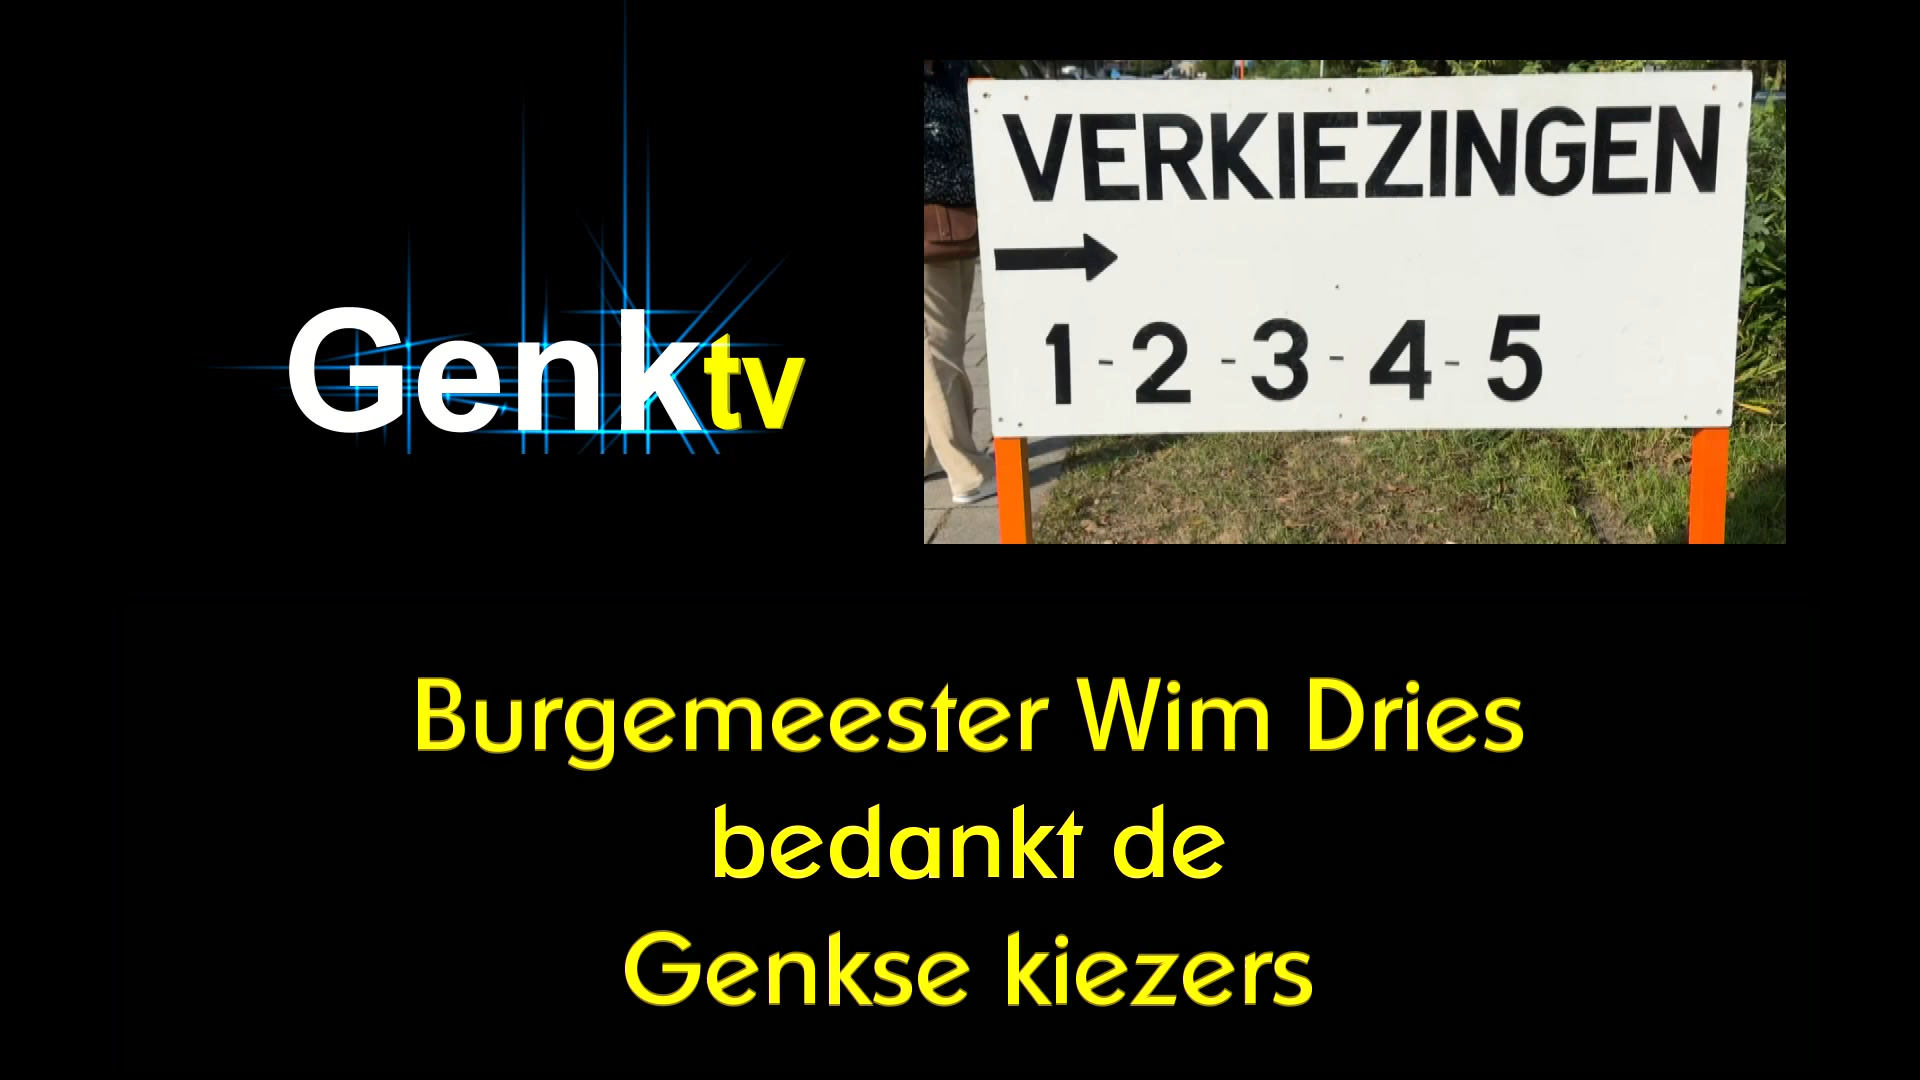 Genktv
VERKIEZINGEN
1-2-3-4-5
Burgemeester Wim Dries
bedankt de
Genkse kiezers